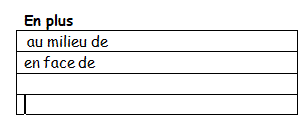 En plus
au milieu de
en face de